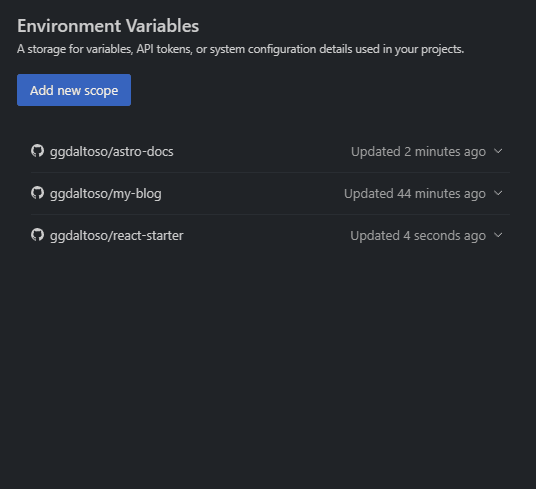 Environment Variables
A storage for variables, API tokens, or system configuration details used in your projects.
Add new scope
ggdaltoso/astro-docs Updated 2 minutes ago
ggdaltoso/my-blog Updated 44 minutes ago
ggdaltoso/react-starter Updated 4 seconds ago